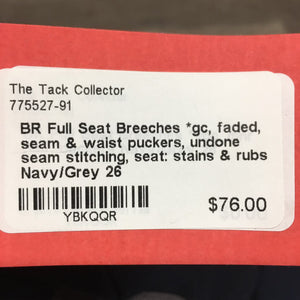 The Tack Collector
775527-91
BR Full Seat Breeches *gc, faded,
seam & waist puckers, undone
seam stitching, seat: stains & rubs
Navy/Grey 26
YBKQQR
$76.00